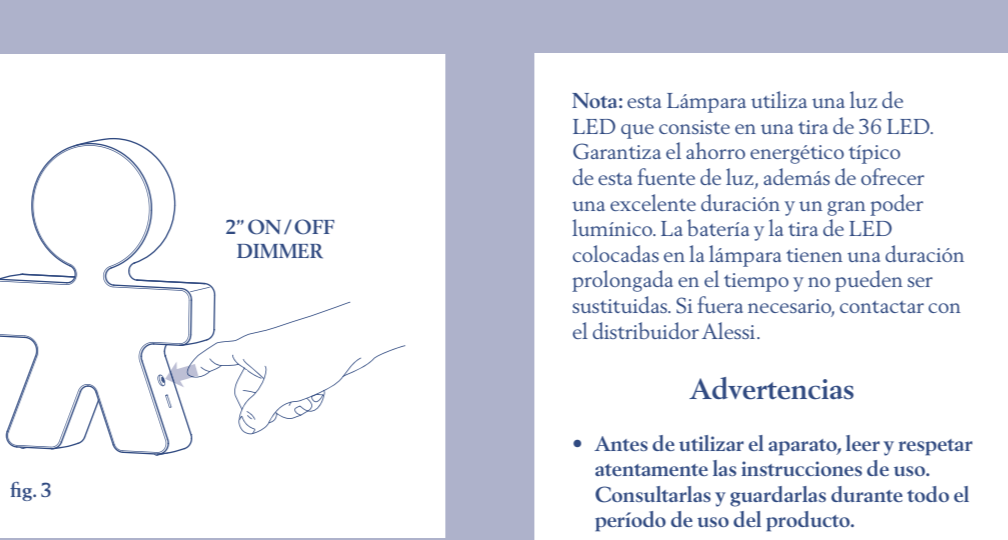 2” ON / OFF
DIMMER
fig. 3
Nota: esta Lámpara utiliza una luz de
LED que consiste en una tira de 36 LED.
Garantiza el ahorro energético típico
de esta fuente de luz, además de ofrecer
una excelente duración y un gran poder
lumínico. La batería y la tira de LED
colocadas en la lámpara tienen una duración
prolongada en el tiempo y no pueden ser
sustituidas. Si fuera necesario, contactar con
el distribuidor Alessi.
Advertencias
• Antes de utilizar el aparato, leer y respetar
atentamente las instrucciones de uso.
Consultarlas y guardarlas durante todo el
período de uso del producto.